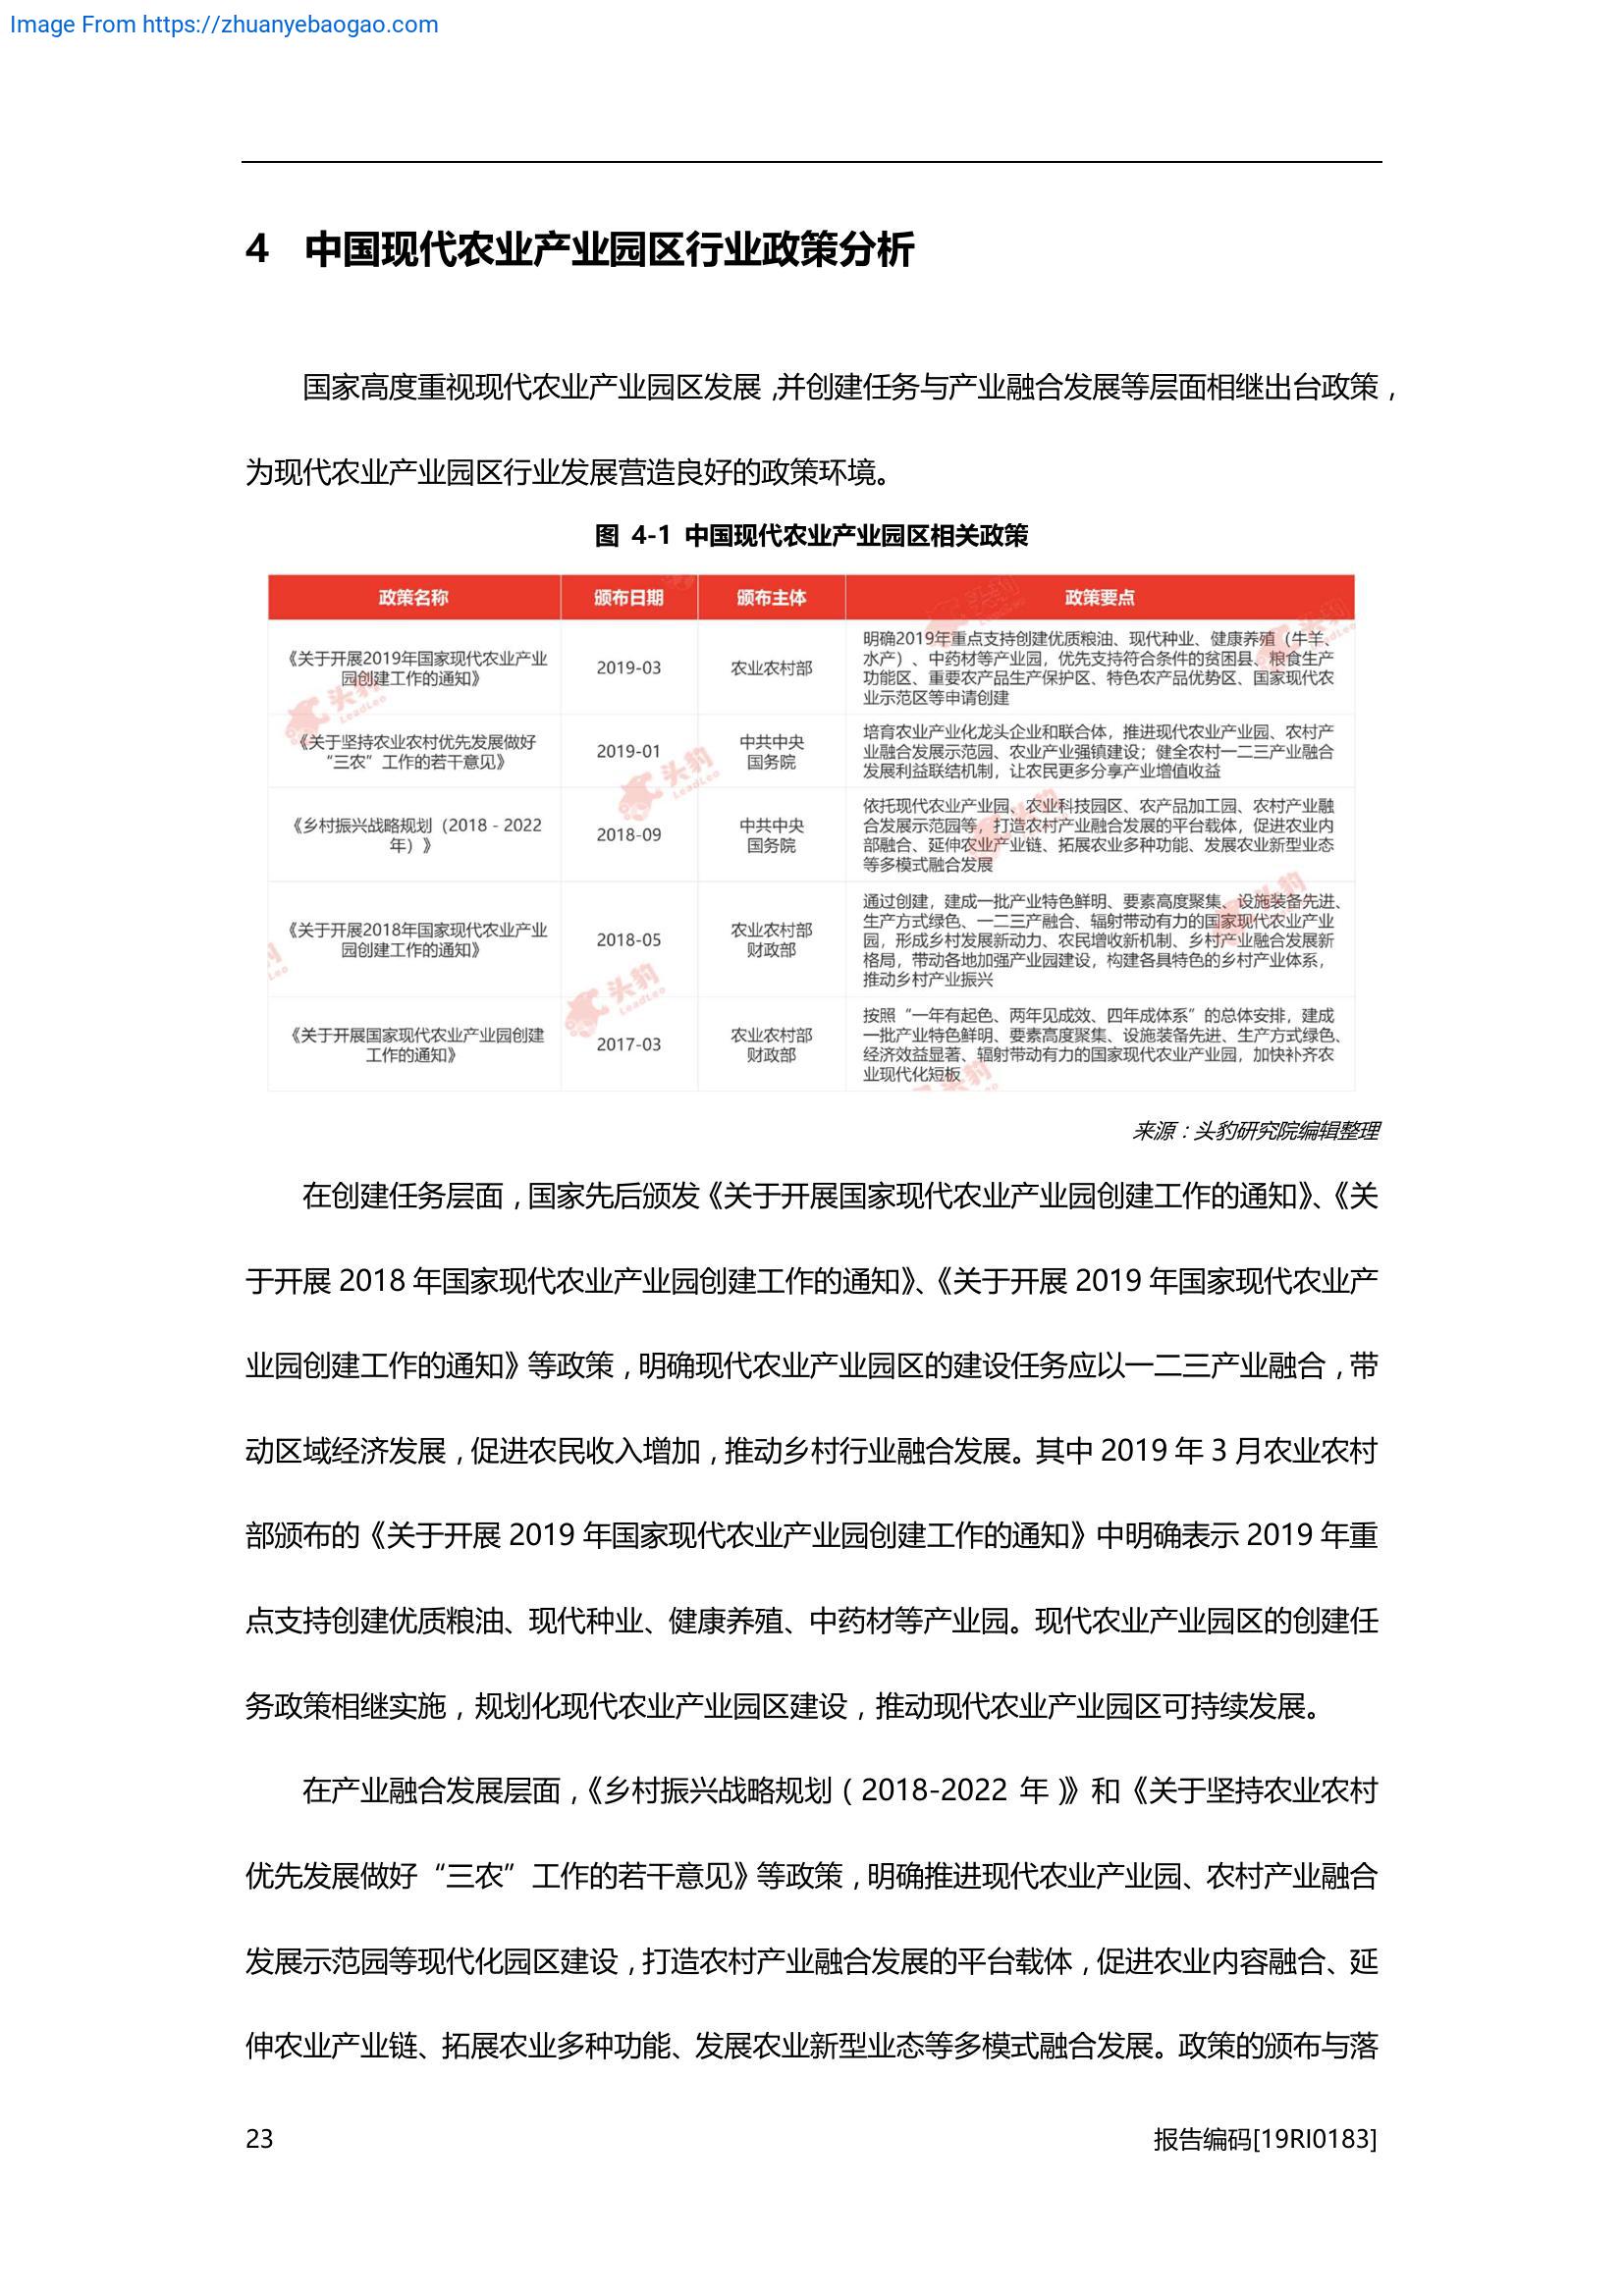 Image From https://zhuanyebaogao.com
4 中国现代农业产业园区行业政策分析
国家高度重视现代农业产业园区发展，并创建任务与产业融合发展等层面相继出台政策，
为现代农业产业园区行业发展营造良好的政策环境。
图 4-1 中国现代农业产业园区相关政策
政策名称 颁布日期 颁布主体 政策要点
《关于开展2019年国家现代农业产业
园创建工作的通知》
2019-03
农业农村部
明确2019年重点支持创建优质粮油、现代种业、健康养殖（牛羊、
水产）、中药材等产业园，优先支持符合条件的贫困县、粮食生产
功能区、重要农产品生产保护区、特色农产品优势区、国家现代农
业示范区等申请创建
《关于坚持农业农村优先发展做好
“三农”工作的若干意见》
2019-01
中共中央
国务院
培育农业产业化龙头企业和联合体，推进现代农业产业园、农村产
业融合发展示范园、农业产业强镇建设；健全农村一二三产业融合
发展利益联结机制，让农民更多分享产业增值收益
《乡村振兴战略规划（2018 - 2022
年）》
2018-09
中共中央
国务院
依托现代农业产业园、农业科技园区、农产品加工园、农村产业融
合发展示范园等，打造农村产业融合发展的平台载体，促进农业内
部融合、延伸农业产业链、拓展农业多种功能、发展农业新型业态
等多模式融合发展
《关于开展2018年国家现代农业产业
园创建工作的通知》
2018-05
农业农村部
财政部
通过创建，建成一批产业特色鲜明、要素高度聚集、设施装备先进、
生产方式绿色、一二三产融合、辐射带动有力的国家现代农业产业
园，形成乡村发展新动力、农民增收新机制、乡村产业融合发展新
格局，带动各地加强产业园建设，构建各具特色的乡村产业体系，
推动乡村产业振兴
《关于开展国家现代农业产业园创建
工作的通知》
2017-03
农业农村部
财政部
按照“一年有起色、两年见成效、四年成体系”的总体安排，建成
一批产业特色鲜明、要素高度聚集、设施装备先进、生产方式绿色、
经济效益显著、辐射带动有力的国家现代农业产业园，加快补齐农
业现代化短板
头豹
LeadLeo
来源：头豹研究院编辑整理
在创建任务层面，国家先后颁发《关于开展国家现代农业产业园创建工作的通知》、《关
于开展 2018 年国家现代农业产业园创建工作的通知》、《关于开展 2019 年国家现代农业产
业园创建工作的通知》等政策，明确现代农业产业园区的建设任务应以一二三产业融合，带
动区域经济发展，促进农民收入增加，推动乡村行业融合发展。其中 2019 年 3 月农业农村
部颁布的《关于开展 2019 年国家现代农业产业园创建工作的通知》中明确表示 2019 年重
点支持创建优质粮油、现代种业、健康养殖、中药材等产业园。现代农业产业园区的创建任
务政策相继实施，规划化现代农业产业园区建设，推动现代农业产业园区可持续发展。
在产业融合发展层面，《乡村振兴战略规划（2018-2022 年）》和《关于坚持农业农村
优先发展做好“三农”工作的若干意见》等政策，明确推进现代农业产业园、农村产业融合
发展示范园等现代化园区建设，打造农村产业融合发展的平台载体，促进农业内容融合、延
伸农业产业链、拓展农业多种功能、发展农业新型业态等多模式融合发展。政策的颁布与落
23 报告编码[19RI0183]